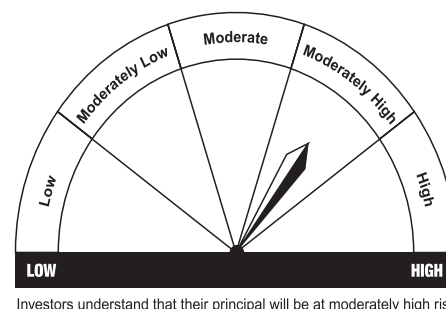 Low
Moderately Low
Moderate
Moderately High
High
LOW
HIGH
Investors understand that their principal will be at moderately high